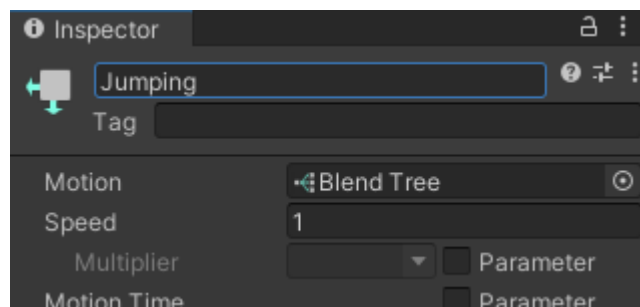 Inspector
Jumping
Tag
Motion Blend Tree
Speed 1
Multiplier Parameter
Motion Time Parameter